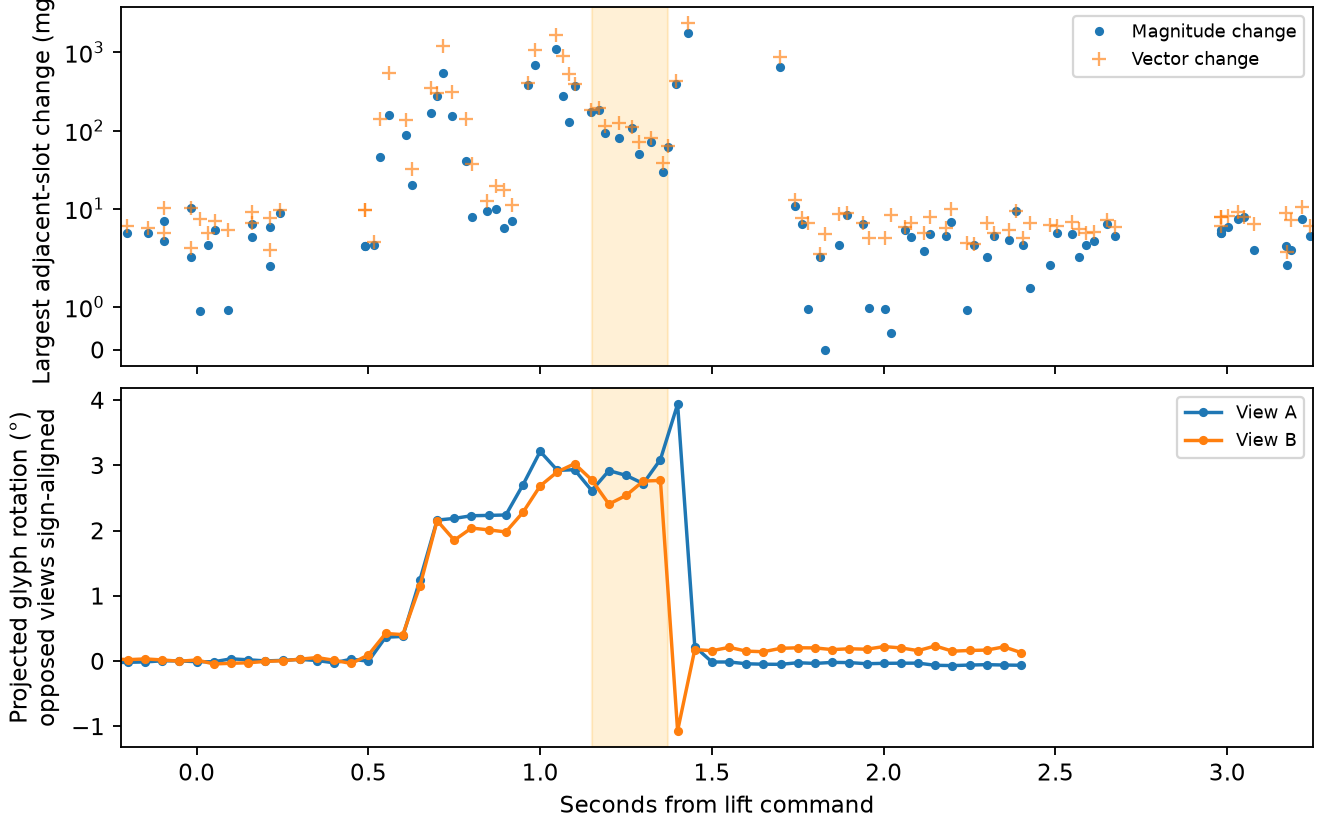 Largest adjacent-slot change (mg
10³
10²
10¹
10⁰
0
Magnitude change
Vector change
Projected glyph rotation (°)
opposed views sign-aligned
4
3
2
1
0
−1
View A
View B
0.0 0.5 1.0 1.5 2.0 2.5 3.0
Seconds from lift command